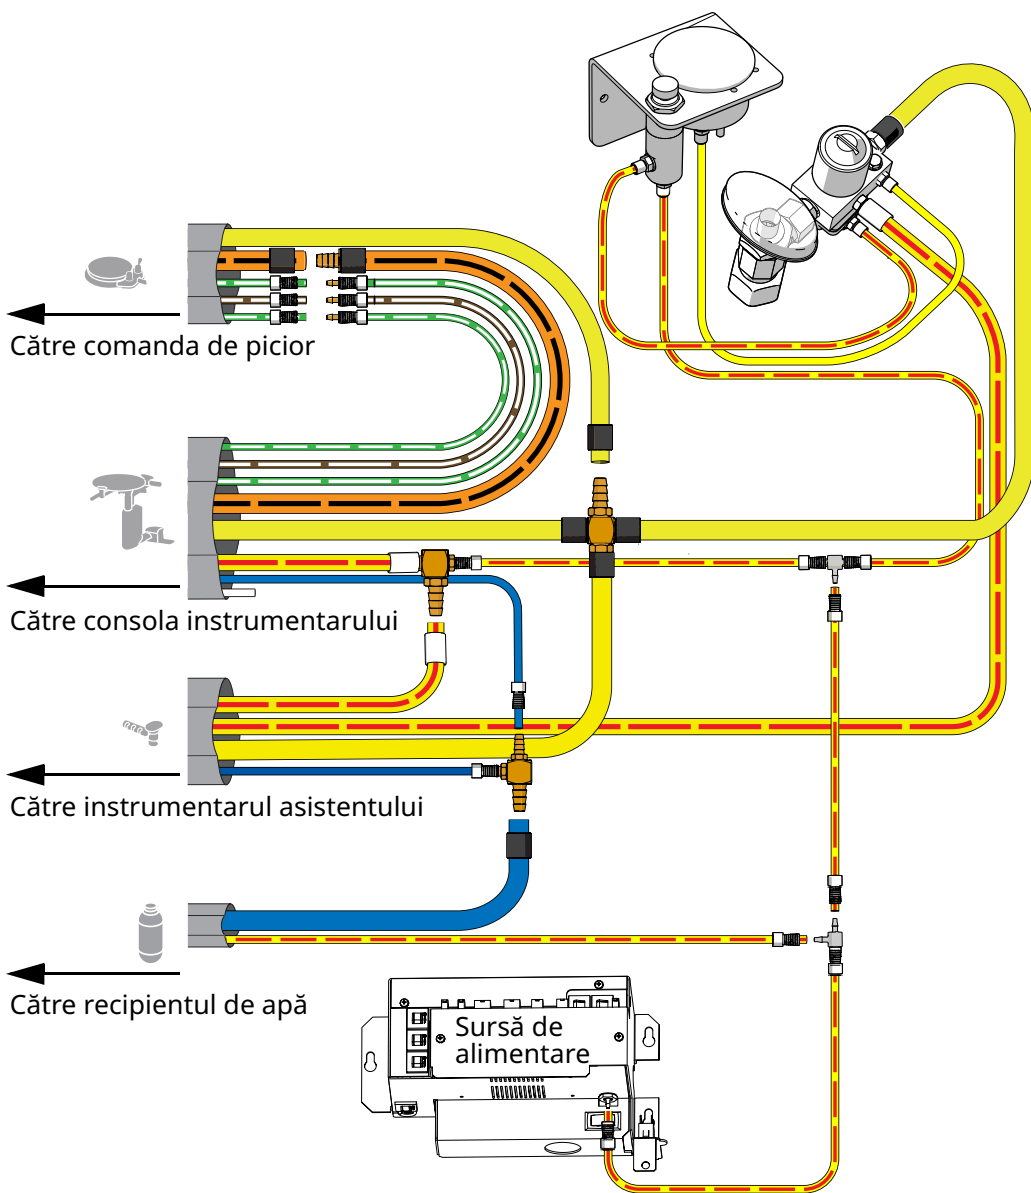 Către comanda de picior
Către consola instrumentarului
Către instrumentarul asistentului
Către recipientul de apă
Sursă de
alimentare